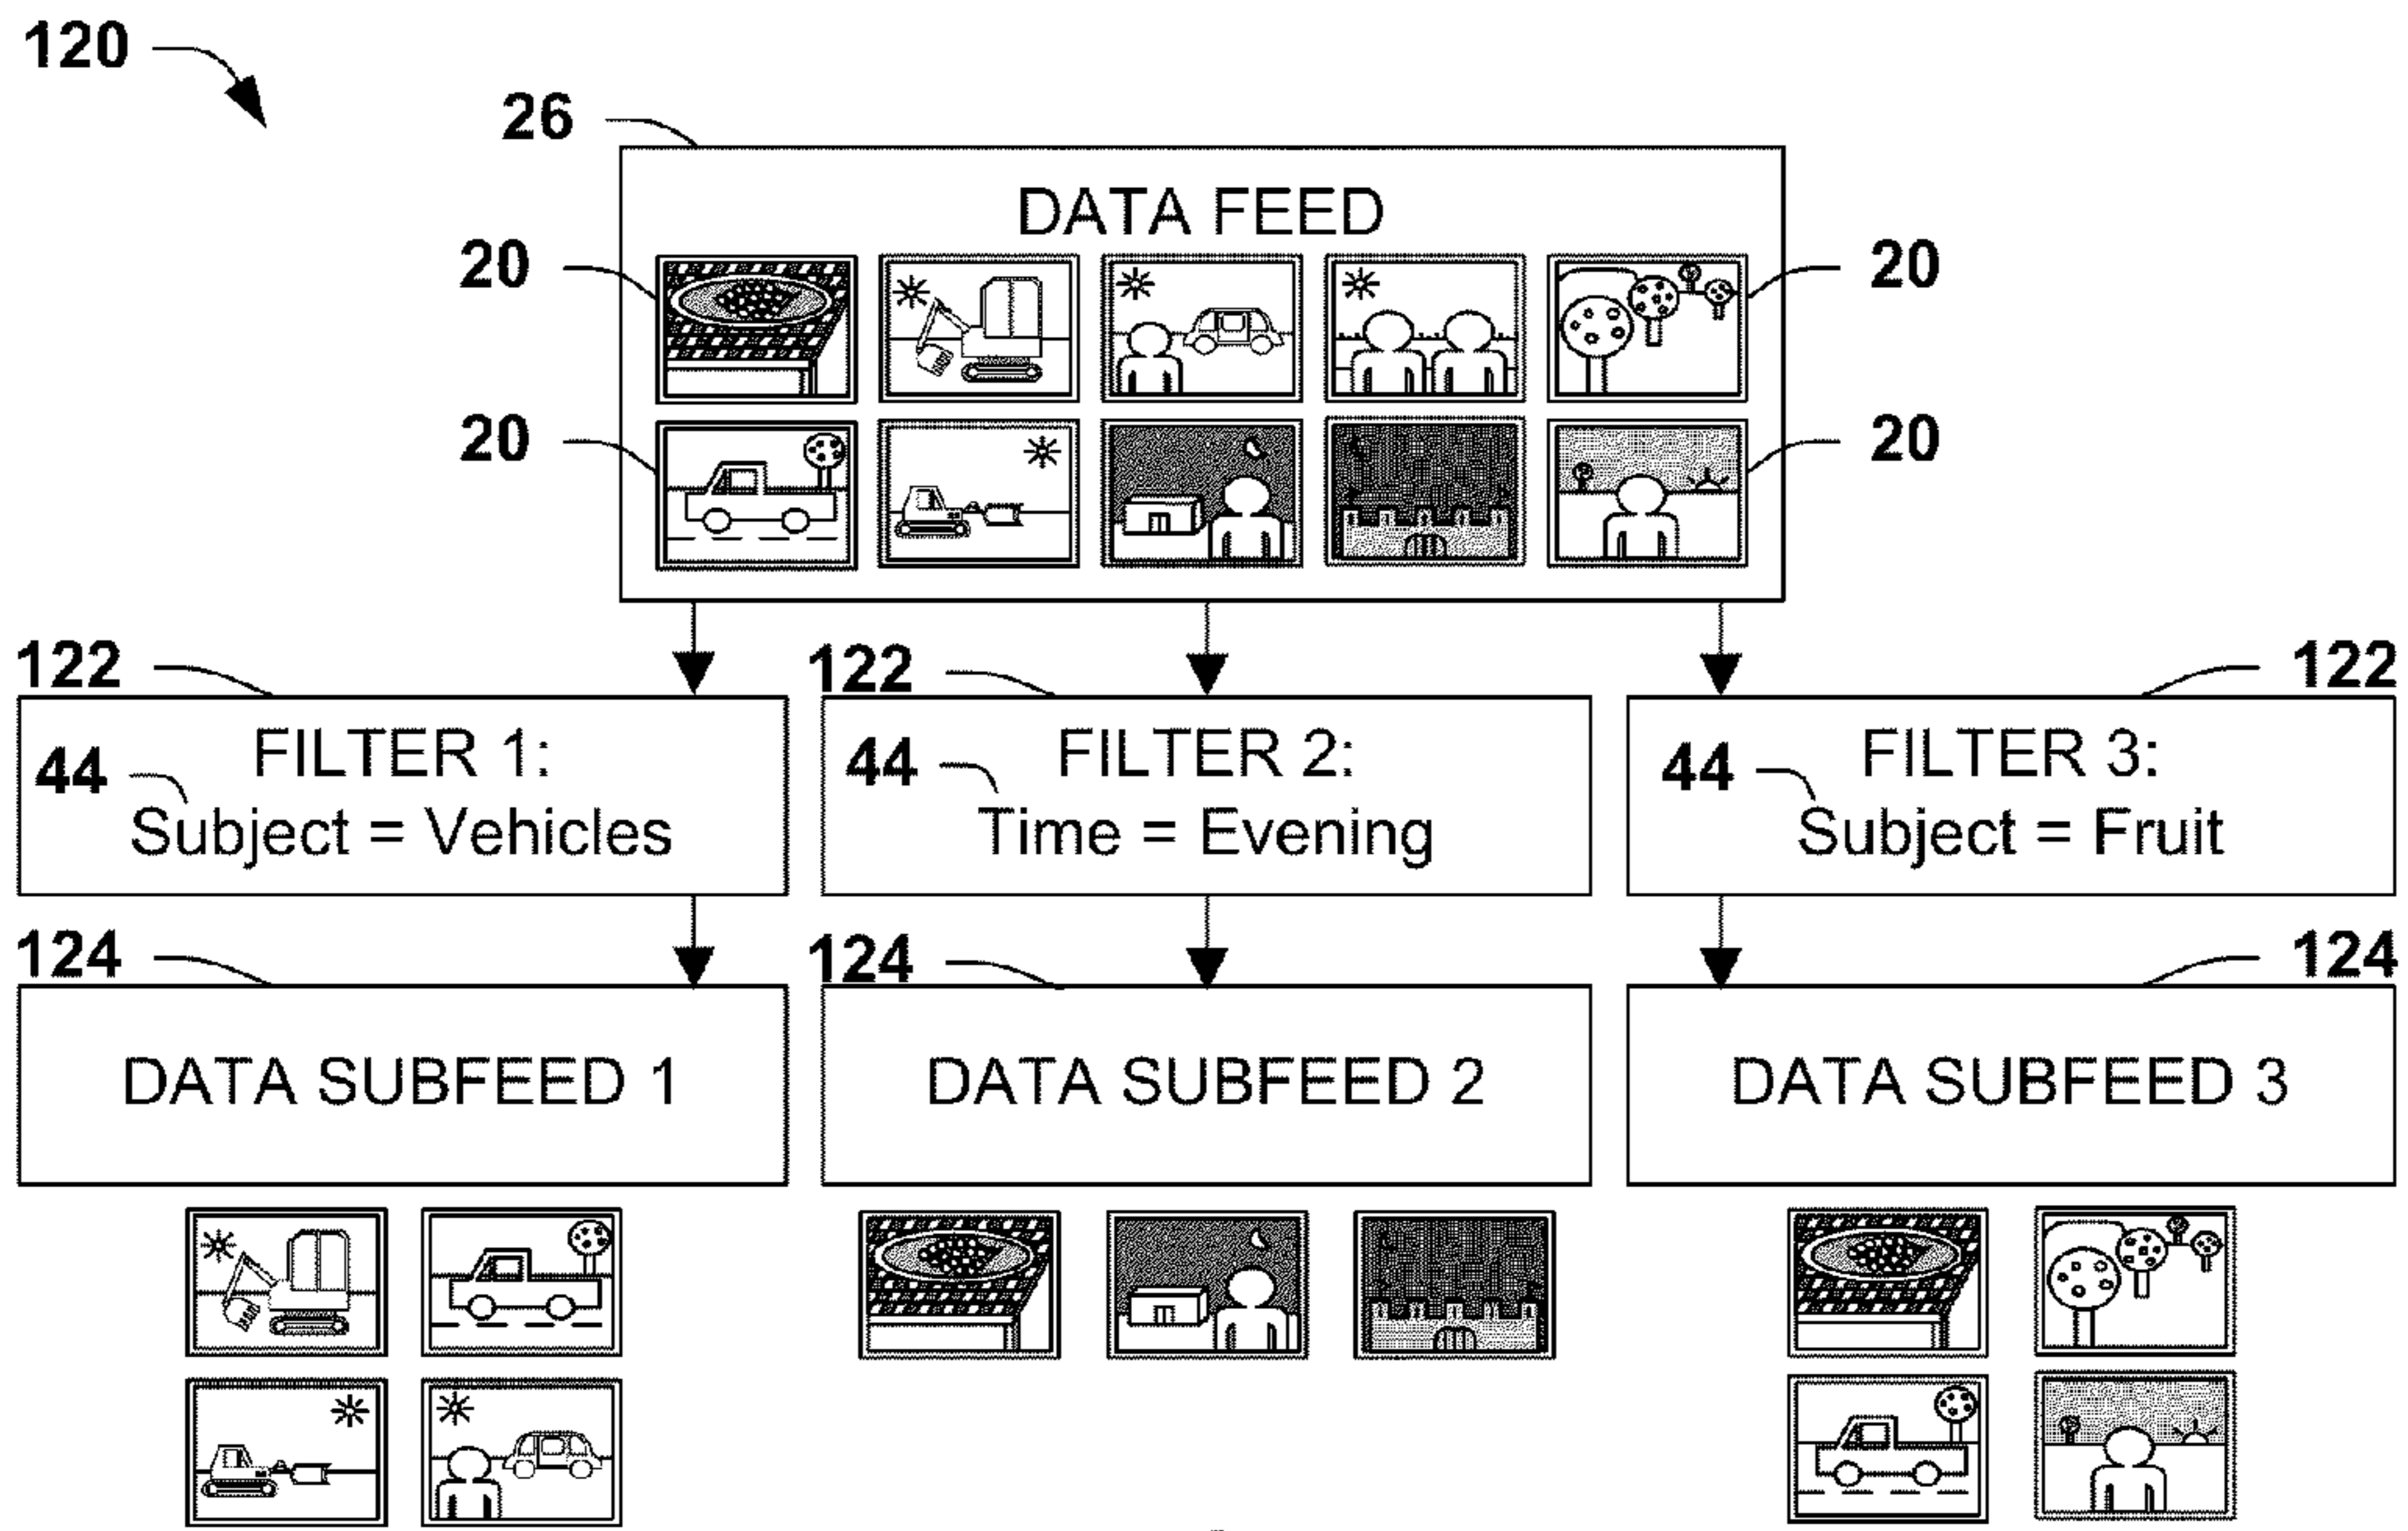 120
26
DATA FEED
20
20
20
20
122
122
122
FILTER 1:
44
Subject = Vehicles
FILTER 2:
44
Time = Evening
FILTER 3:
44
Subject = Fruit
124
124
124
DATA SUBFEED 1
DATA SUBFEED 2
DATA SUBFEED 3